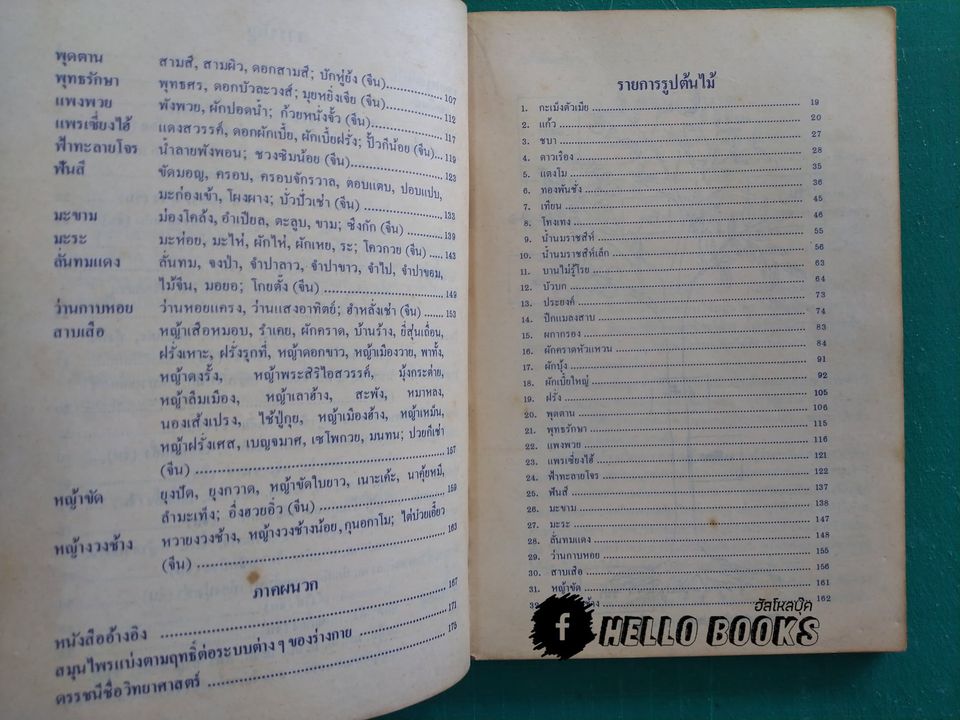 พุดตาน สามสี, สามผิว, ดอกสามสี; บักหู่ย้ง (จีน)
พุทธรักษา พุทธศร, ดอกบัวละวงส์; มุยหยิ่งเจีย (จีน) 107
แพงพวย พังพวย, ผักปอดน้ำ; ก้วยหนั่งจั้ว (จีน) 112
แพรเซี่ยงไฮ้ แดงสวรรค์, ดอกผักเบี้ย, ผักเบี้ยฝรั่ง; ปั้วกีน้อย (จีน) 117
ฟ้าทะลายโจร น้ำลายพังพอน; ซวงซิมน้อย (จีน) 119
ฟันสี ขัดมอญ, ครอบ, ครอบจักรวาล, ตอบแตบ, ปอบแปบ, 123
มะก่องเข้า, โผงผาง; บั่วปั่วเช่า (จีน) 133
มะขาม ม่องโคล้ง, อำเปียล, ตะลูบ, ขาม; ซึงกัก (จีน) 139
มะระ มะห่อย, มะไห่, ผักไห่, ผักเหย, ระ; โควกวย (จีน) 143
ลั่นทมแดง ลั่นทม, จงป่า, จำปาลาว, จำปาขาว, จำไป, จำปาขอม,
ไม้จีน, มอยอ; โกยตั้ง (จีน) 149
ว่านกาบหอย ว่านหอยแครง, ว่านแสงอาทิตย์; ฮำหลั่งเช่า (จีน) 153
สาบเสือ หญ้าเสือหมอบ, รำเคย, ผักคราด, บ้านร้าง, ยี่สุ่นเถื่อน,
ฝรั่งเหาะ, ฝรั่งรุกที่, หญ้าดอกขาว, หญ้าเมืองวาย, พาทั้ง,
หญ้าดงรั้ง, หญ้าพระสิริไอสวรรค์, มุ้งกระต่าย,
หญ้าลืมเมือง, หญ้าเลาฮ้าง, สะพัง, หมาหลง,
นองเส้งเปรง, ไช้ปู่กุย, หญ้าเมืองฮ้าง, หญ้าเหม้น,
หญ้าฝรั่งเศส, เบญจมาศ, เซโพกวย, มนทน; ปวยกีเช่า
(จีน) 157
หญ้าขัด ยุงปัด, ยุงกวาด, หญ้าขัดใบยาว, เนาะเค้ะ, นาคุ้ยหมี,
ลำมะเท็ง; อึ่งฮวยอิ๋ว (จีน) 159
หญ้างวงช้าง หวายงวงช้าง, หญ้างวงช้างน้อย, กุนอกาโม; ไต่บ่วยเอี้ยว
(จีน) 163
ภาคผนวก
หนังสืออ้างอิง 167
สมุนไพรแบ่งตามฤทธิ์ต่อระบบต่างๆ ของร่างกาย 171
ดรรชนีชื่อวิทยาศาสตร์ 175
รายการรูปต้นไม้
1. กะเม็งตัวเมีย 19
2. แก้ว 20
3. ชบา 27
4. ดาวเรือง 28
5. แตงโม 35
6. ทองพันชั่ง 36
7. เทียน 45
8. โทงเทง 46
9. น้ำนมราชสีห์ 55
10. น้ำนมราชสีห์เล็ก 56
11. บานไม่รู้โรย 63
12. บัวบก 64
13. ประยงค์ 73
14. ปีกแมลงสาบ 74
15. ผกากรอง 83
16. ผักคราดหัวแหวน 84
17. ผักบุ้ง 91
18. ผักเบี้ยใหญ่ 92
19. ฝรั่ง 105
20. พุดตาน 106
21. พุทธรักษา 115
22. แพงพวย 116
23. แพรเซี่ยงไฮ้ 121
24. ฟ้าทะลายโจร 122
25. ฟันสี 137
26. มะขาม 138
27. มะระ 147
28. ลั่นทมแดง 148
29. ว่านกาบหอย 155
30. สาบเสือ 156
31. หญ้าขัด 161
32 162
ฮัลโหลบุ๊ค
f HELLO BOOKS